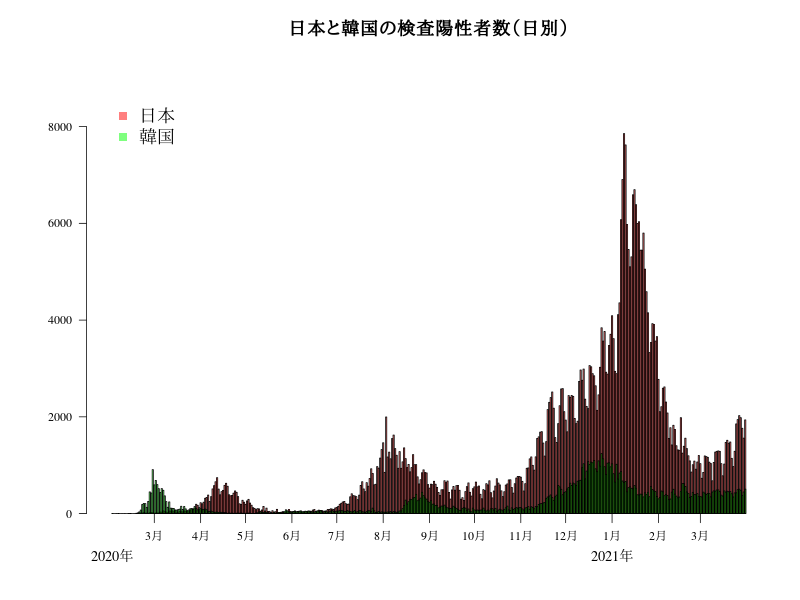 日本と韓国の検査陽性者数（日別）
日本
韓国
8000
6000
4000
2000
0
3月 4月 5月 6月 7月 8月 9月 10月 11月 12月 1月 2月 3月
2020年 2021年